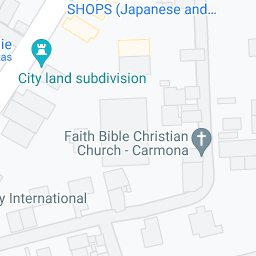 SHOPS (Japanese and...
City land subdivision
Faith Bible Christian
Church - Carmona
International